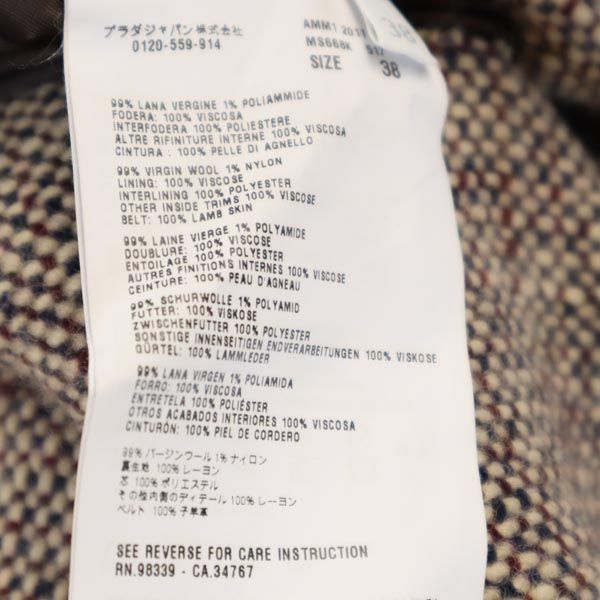 プラダジャパン株式会社
0120-559-914
AMM1 2011
MS668K S12
SIZE 38
38
99% LANA VERGINE 1% POLIAMMIDE
FODERA: 100% VISCOSA
INTERFODERA 100% POLIESTERE
ALTRE RIFINITURE INTERNE 100% VISCOSA
CINTURA : 100% PELLE DI AGNELLO
99% VIRGIN WOOL 1% NYLON
LINING: 100% VISCOSE
INTERLINING 100% POLYESTER
OTHER INSIDE TRIMS 100% VISCOSE
BELT: 100% LAMB SKIN
99% LAINE VIERGE 1% POLYAMIDE
DOUBLURE: 100% VISCOSE
ENTOILAGE 100% POLYESTER
AUTRES FINITIONS INTERNES 100% VISCOSE
CEINTURE: 100% PEAU D'AGNEAU
99% SCHURWOLLE 1% POLYAMID
FUTTER: 100% VISKOSE
ZWISCHENFUTTER 100% POLYESTER
SONSTIGE INNENSEITIGEN ENDVERARBEITUNGEN 100% VISKOSE
GÜRTEL: 100% LAMMLEDER
99% LANA VIRGEN 1% POLIAMIDA
FORRO: 100% VISCOSA
ENTRETELA 100% POLIÉSTER
OTROS ACABADOS INTERIORES 100% VISCOSA
CINTURÓN: 100% PIEL DE CORDERO
99% バージンウール 1% ナイロン
裏生地 100% レーヨン
芯 100% ポリエステル
その他内側のディテール 100% レーヨン
ベルト 100% 子羊革
SEE REVERSE FOR CARE INSTRUCTION
RN.98339 - CA.34767